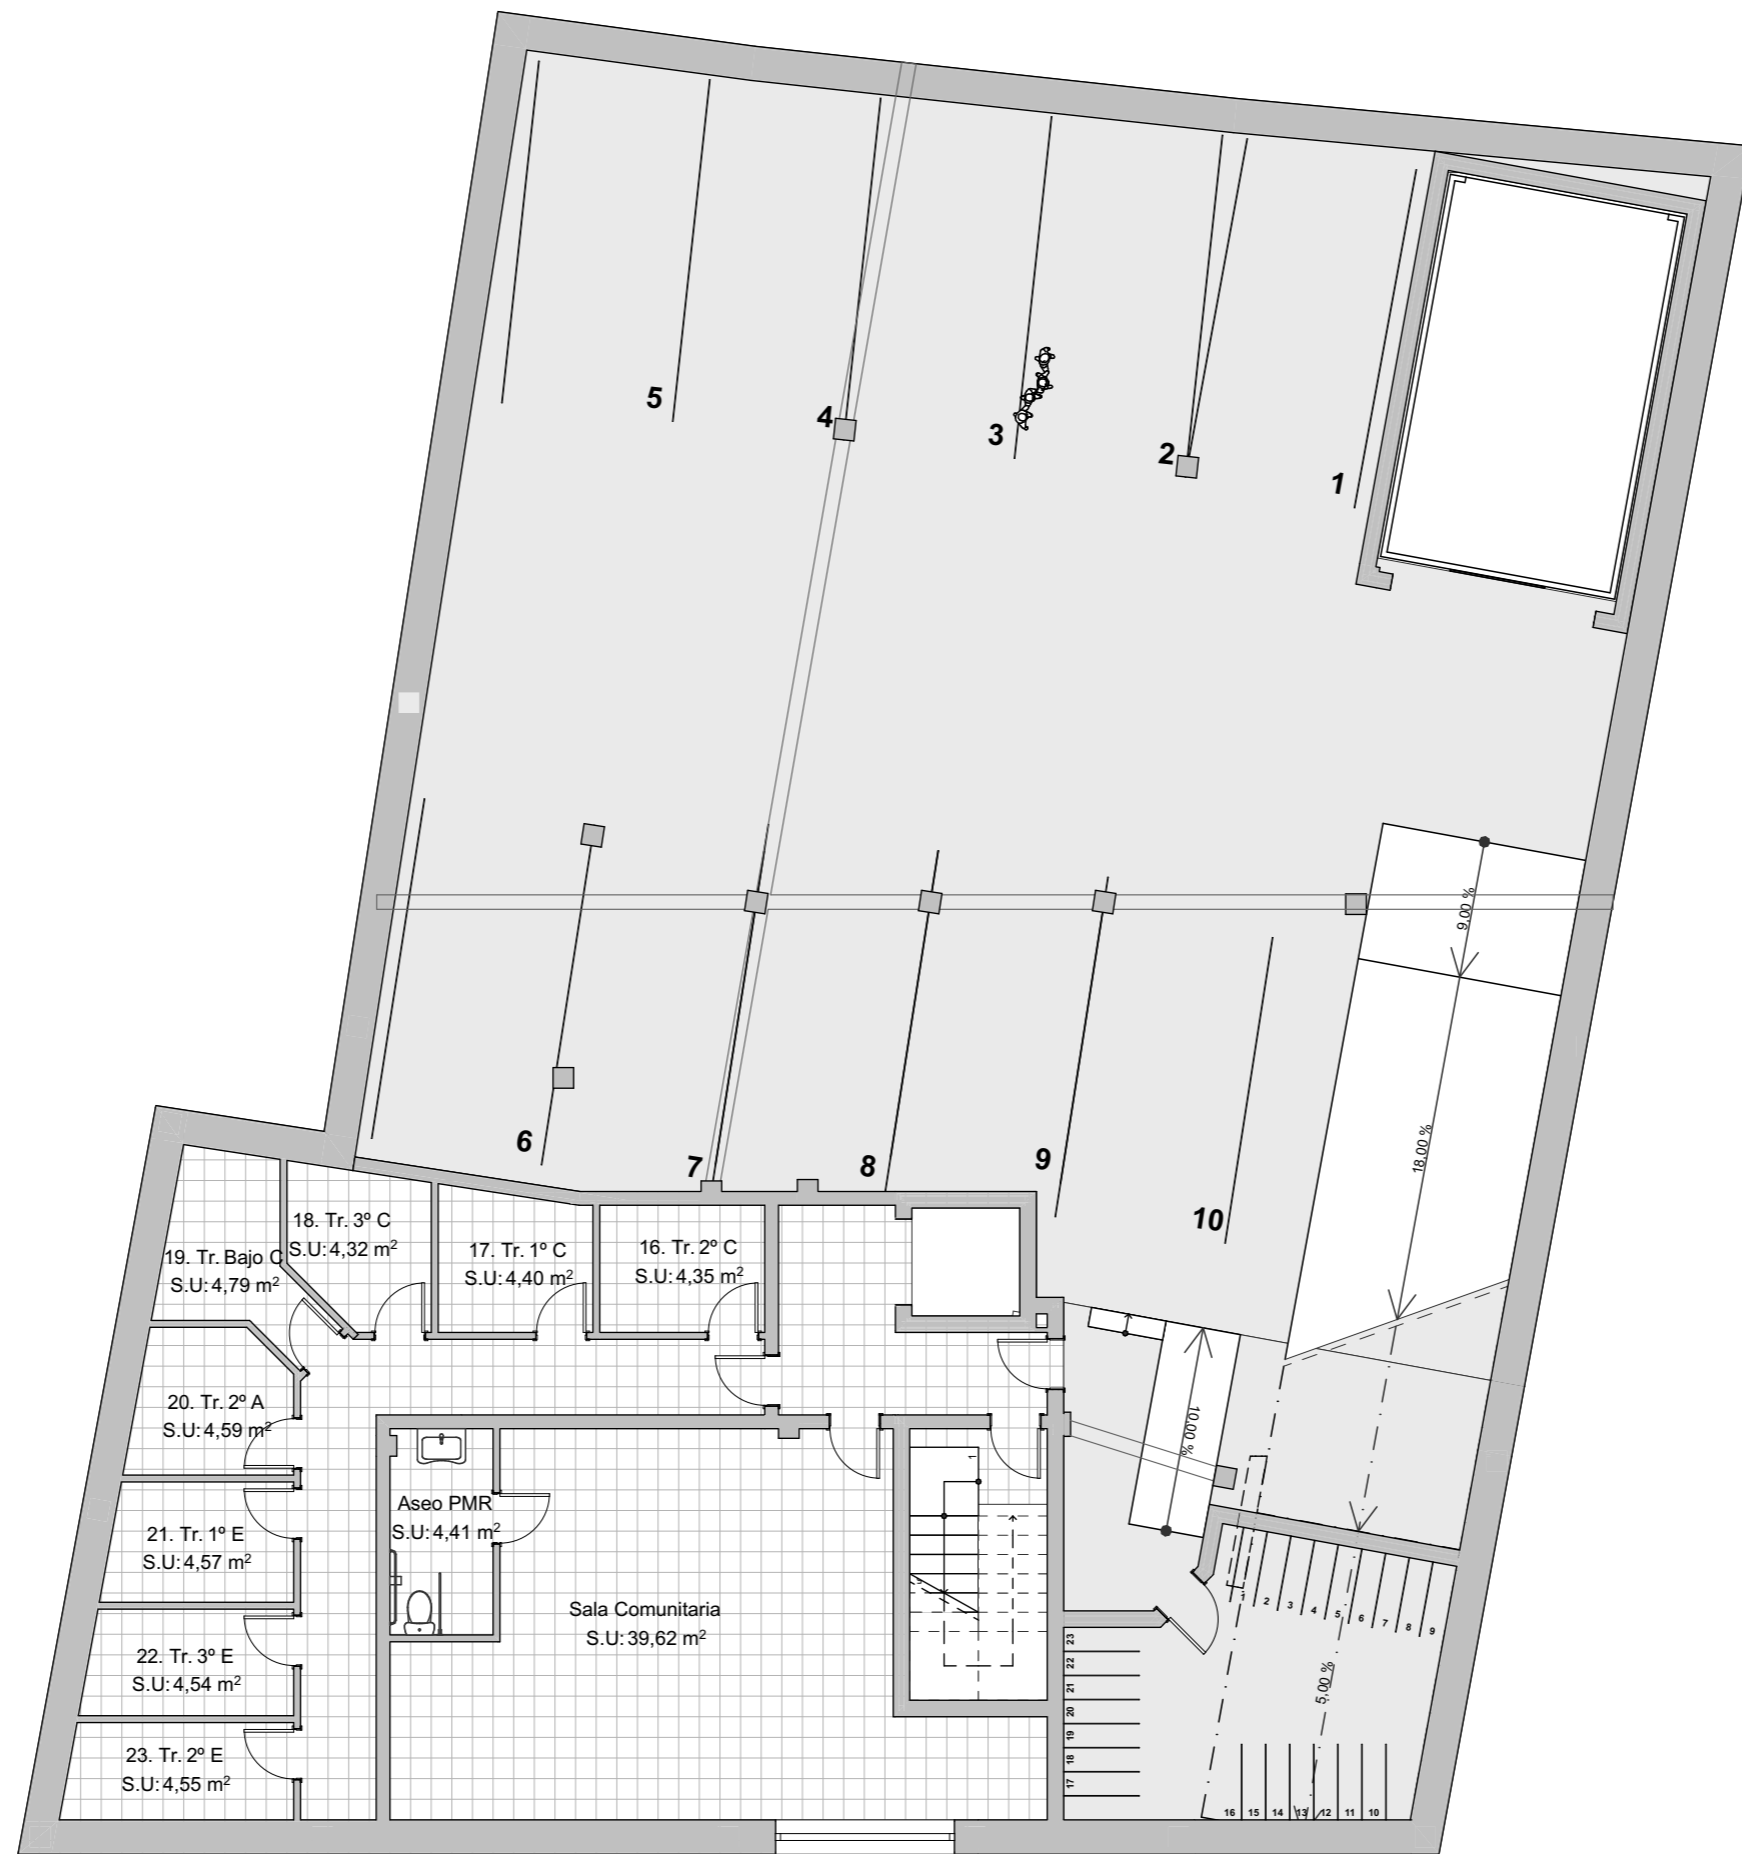 5
4
3
2
1
6,00 %
18,00 %
6
7
8
9
10
18. Tr. 3º C
S.U: 4,32 m²
17. Tr. 1º C
S.U: 4,40 m²
16. Tr. 2º C
S.U: 4,35 m²
19. Tr. Bajo C
S.U: 4,79 m²
20. Tr. 2º A
S.U: 4,59 m²
10,00 %
1
Aseo PMR
S.U: 4,41 m²
21. Tr. 1º E
S.U: 4,57 m²
Sala Comunitaria
S.U: 39,62 m²
22. Tr. 3º E
S.U: 4,54 m²
23. Tr. 2º E
S.U: 4,55 m²
1
2
3
4
5
6
7
8
9
23
22
21
20
19
18
17
5,00 %
16
15
14
13
12
11
10